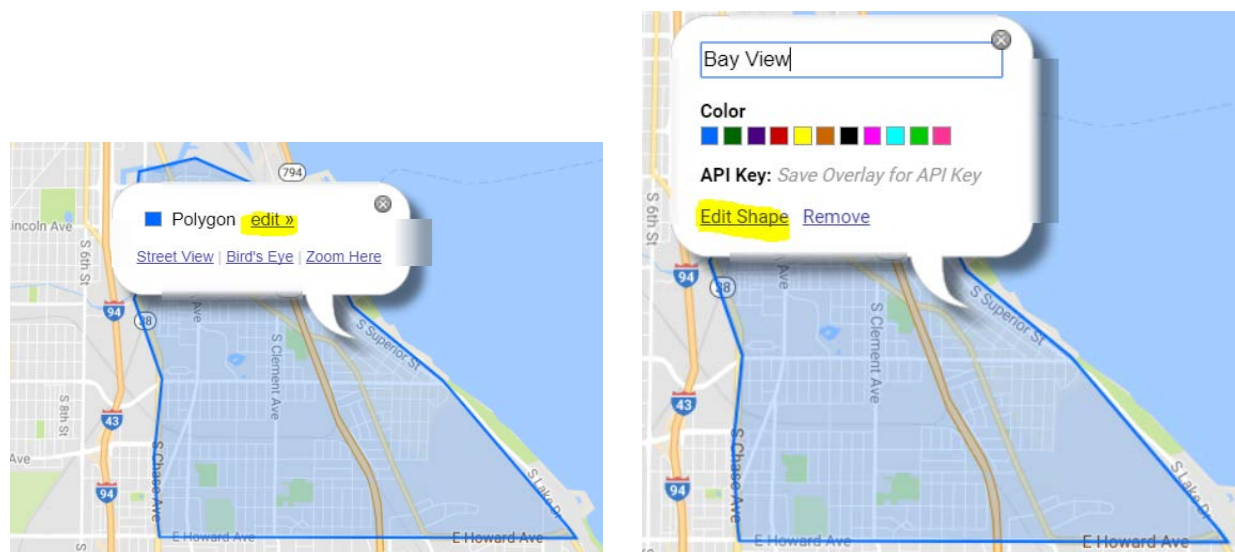 794
Polygon edit »
Street View | Bird's Eye | Zoom Here
incoln Ave
S 6th St
94
38
S Superior St
S Clement Ave
43
S 8th St
S Chase Ave
Ave
94
S Lake Dr
E Howard Ave
E Howard Ave
Bay View
Color
API Key: Save Overlay for API Key
Edit Shape Remove
S 6th St
94
38
S Superior St
S Clement Ave
43
S Chase Ave
94
S Lake Dr
E Howard Ave
E Howard Ave